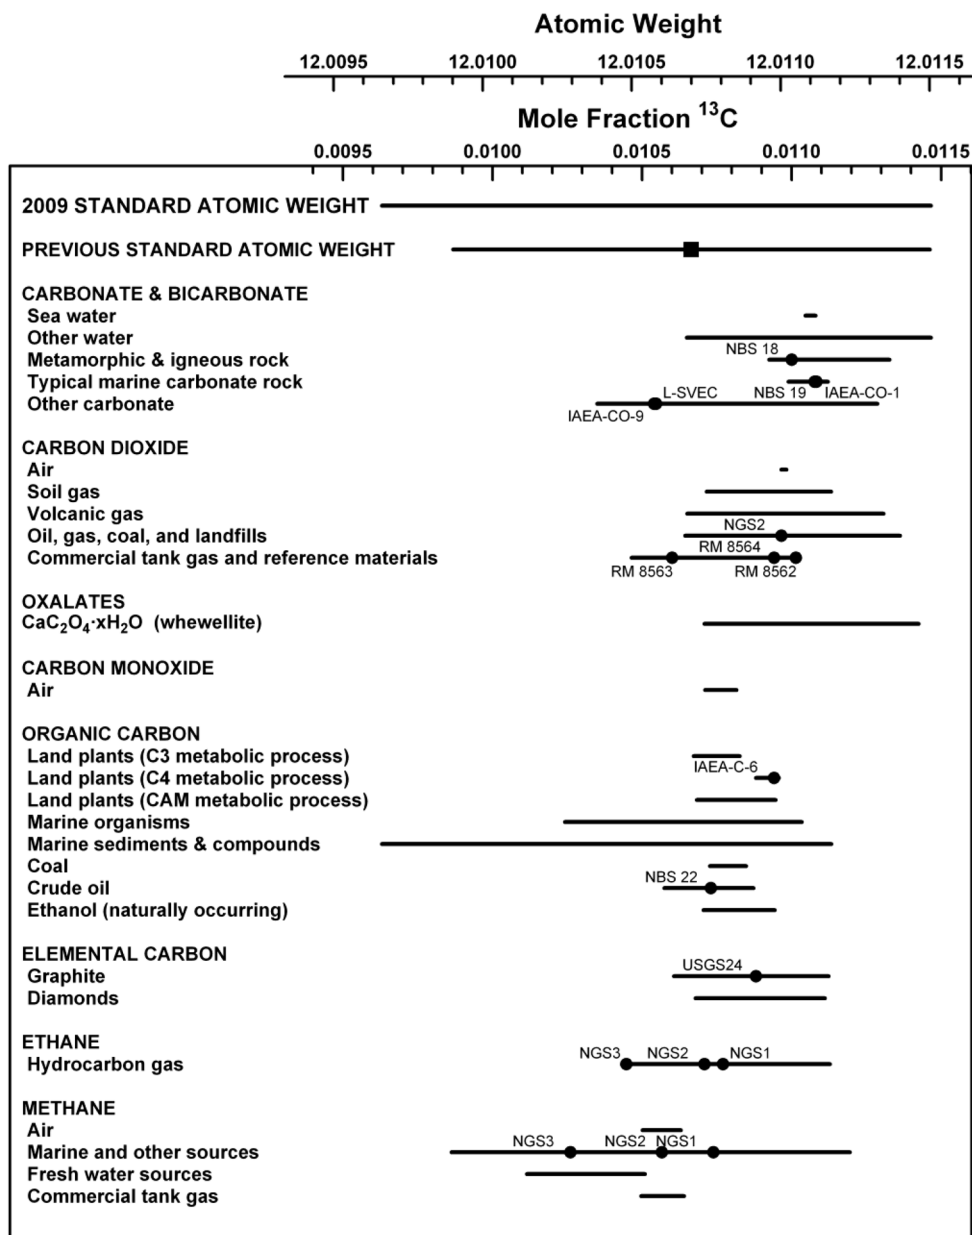 Atomic Weight
12.0095 12.0100 12.0105 12.0110 12.0115
Mole Fraction ¹³C
0.0095 0.0100 0.0105 0.0110 0.0115
2009 STANDARD ATOMIC WEIGHT
PREVIOUS STANDARD ATOMIC WEIGHT
CARBONATE & BICARBONATE
Sea water
Other water
NBS 18
Metamorphic & igneous rock
Typical marine carbonate rock
L-SVEC NBS 19 IAEA-CO-1
Other carbonate
IAEA-CO-9
CARBON DIOXIDE
Air
Soil gas
Volcanic gas
NGS2
Oil, gas, coal, and landfills
RM 8564
Commercial tank gas and reference materials
RM 8563 RM 8562
OXALATES
CaC₂O₄·xH₂O (whewellite)
CARBON MONOXIDE
Air
ORGANIC CARBON
Land plants (C3 metabolic process)
IAEA-C-6
Land plants (C4 metabolic process)
Land plants (CAM metabolic process)
Marine organisms
Marine sediments & compounds
Coal
NBS 22
Crude oil
Ethanol (naturally occurring)
ELEMENTAL CARBON
USGS24
Graphite
Diamonds
ETHANE
NGS3 NGS2 NGS1
Hydrocarbon gas
METHANE
Air
NGS3 NGS2 NGS1
Marine and other sources
Fresh water sources
Commercial tank gas